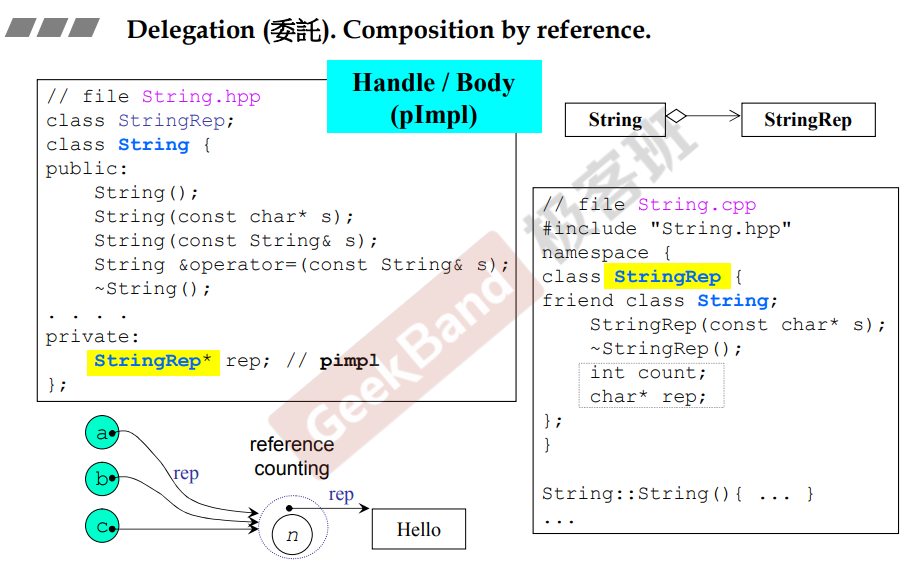 Delegation (委託). Composition by reference.
Handle / Body
(pImpl)
// file String.hpp
class StringRep;
class String {
public:
    String();
    String(const char* s);
    String(const String& s);
    String &operator=(const String& s);
    ~String();
. . . .
private:
    StringRep* rep; // pimpl
};
String
StringRep
// file String.cpp
#include "String.hpp"
namespace {
class StringRep {
friend class String;
    StringRep(const char* s);
    ~StringRep();
    int count;
    char* rep;
};
}
String::String(){ ... }
...
a
b
c
rep
reference
counting
rep
n
Hello
GeekBand 极客班